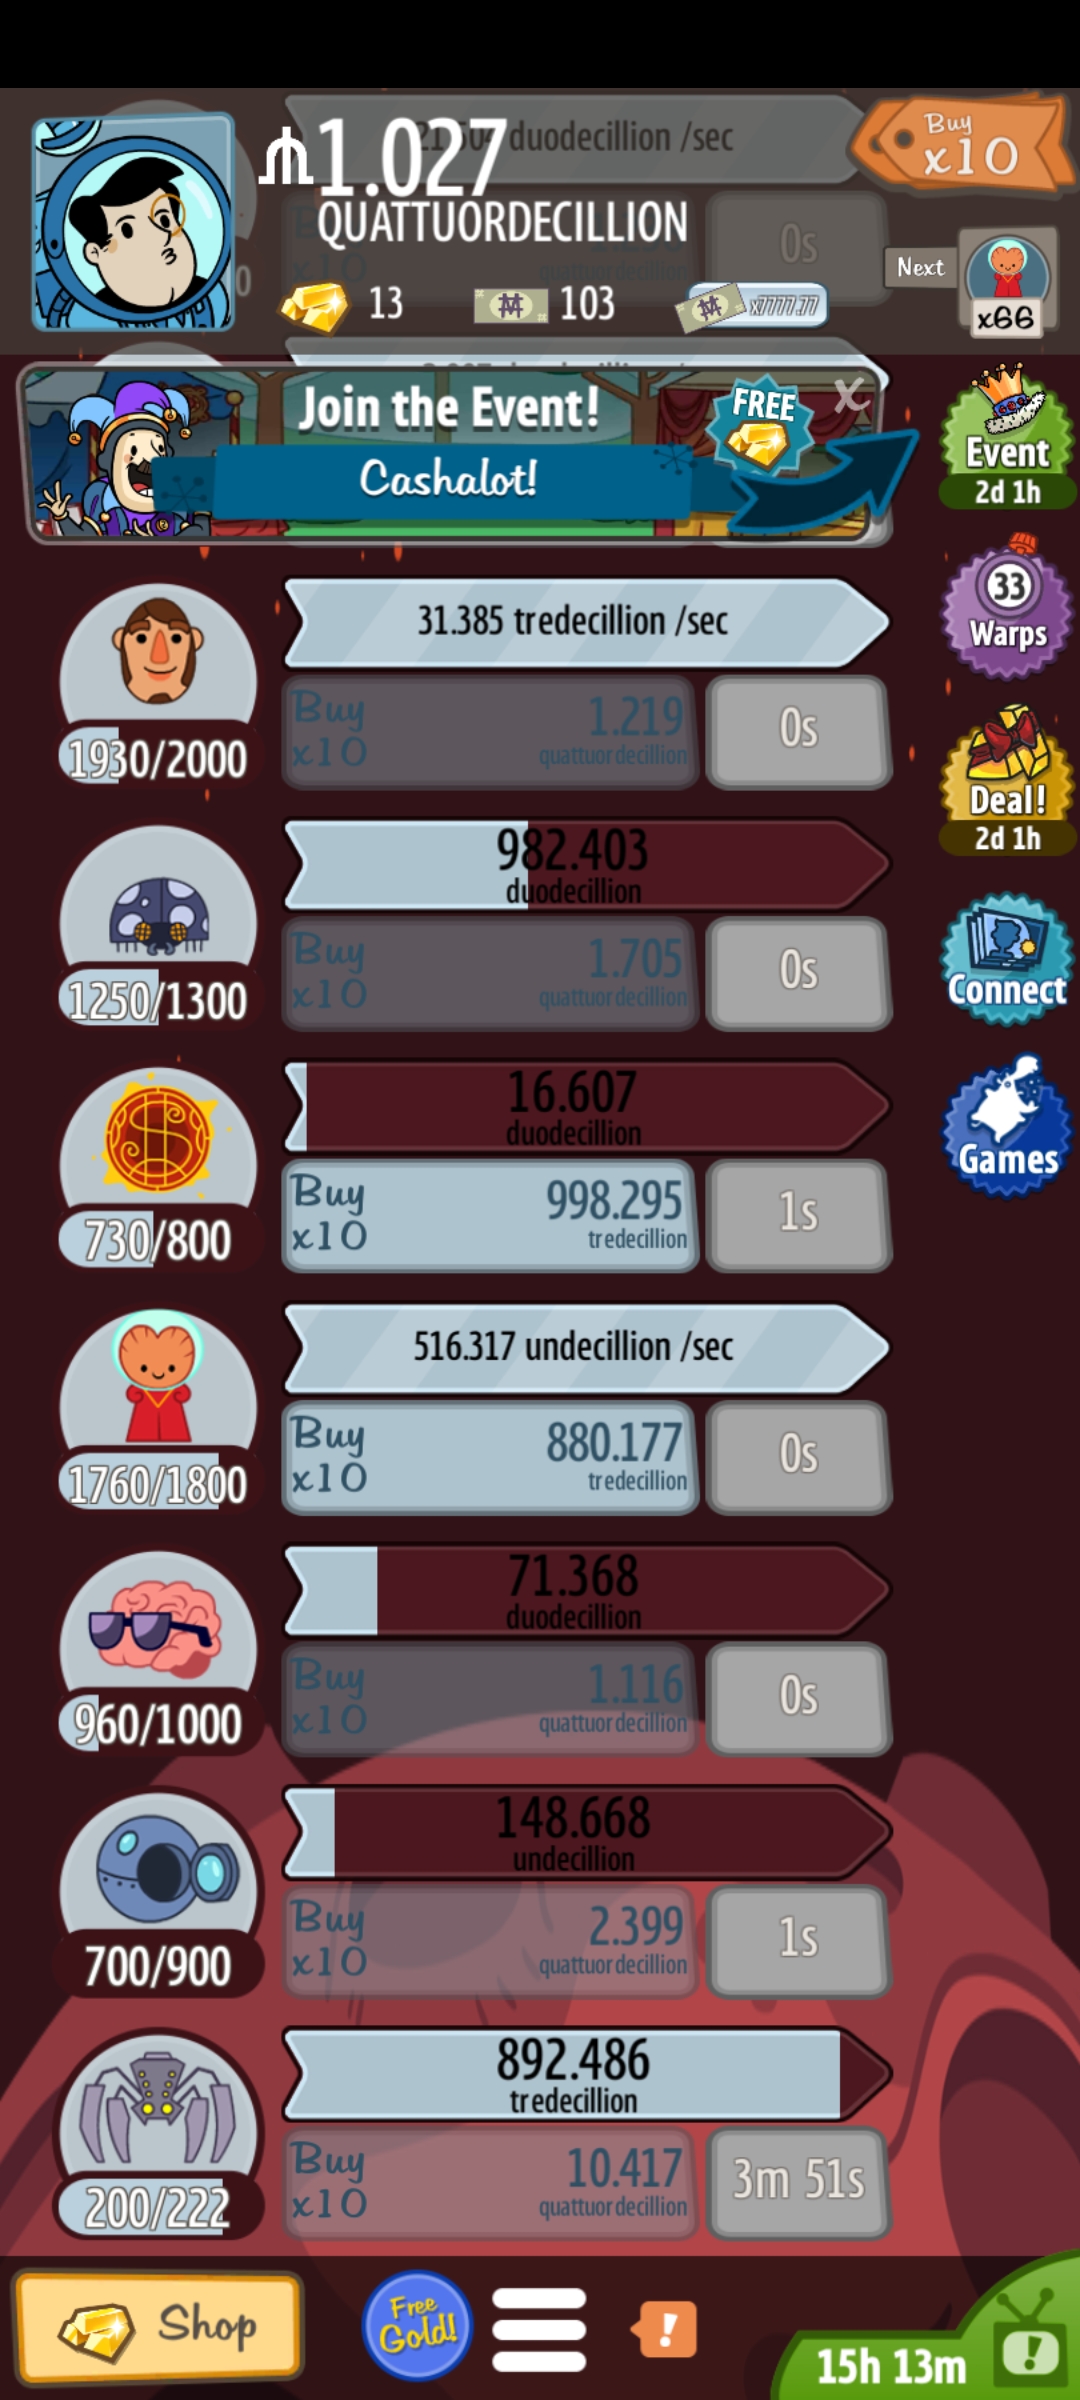 duodecillion /sec
1.027
QUATTUORDECILLION
Buy
x10
Buy
x10
quattuordecillion
0s
13
103
x7777.77
Next
x66
Join the Event!
Cashalot!
FREE
X
Event
2d 1h
31.385 tredecillion /sec
Buy
x10
1.219
quattuordecillion
0s
1930/2000
33
Warps
Deal!
2d 1h
982.403
duodecillion
Buy
x10
1.705
quattuordecillion
0s
1250/1300
Connect
16.607
duodecillion
Buy
x10
998.295
tredecillion
1s
730/800
Games
516.317 undecillion /sec
Buy
x10
880.177
tredecillion
0s
1760/1800
71.368
duodecillion
Buy
x10
1.116
quattuordecillion
0s
960/1000
148.668
undecillion
Buy
x10
2.399
quattuordecillion
1s
700/900
892.486
tredecillion
Buy
x10
10.417
quattuordecillion
3m 51s
200/222
Shop
Free
Gold!
!
15h 13m
!